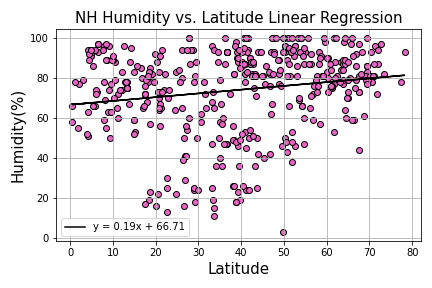 NH Humidity vs. Latitude Linear Regression
Humidity(%)
100
80
60
40
20
0
y = 0.19x + 66.71
0 10 20 30 40 50 60 70 80
Latitude